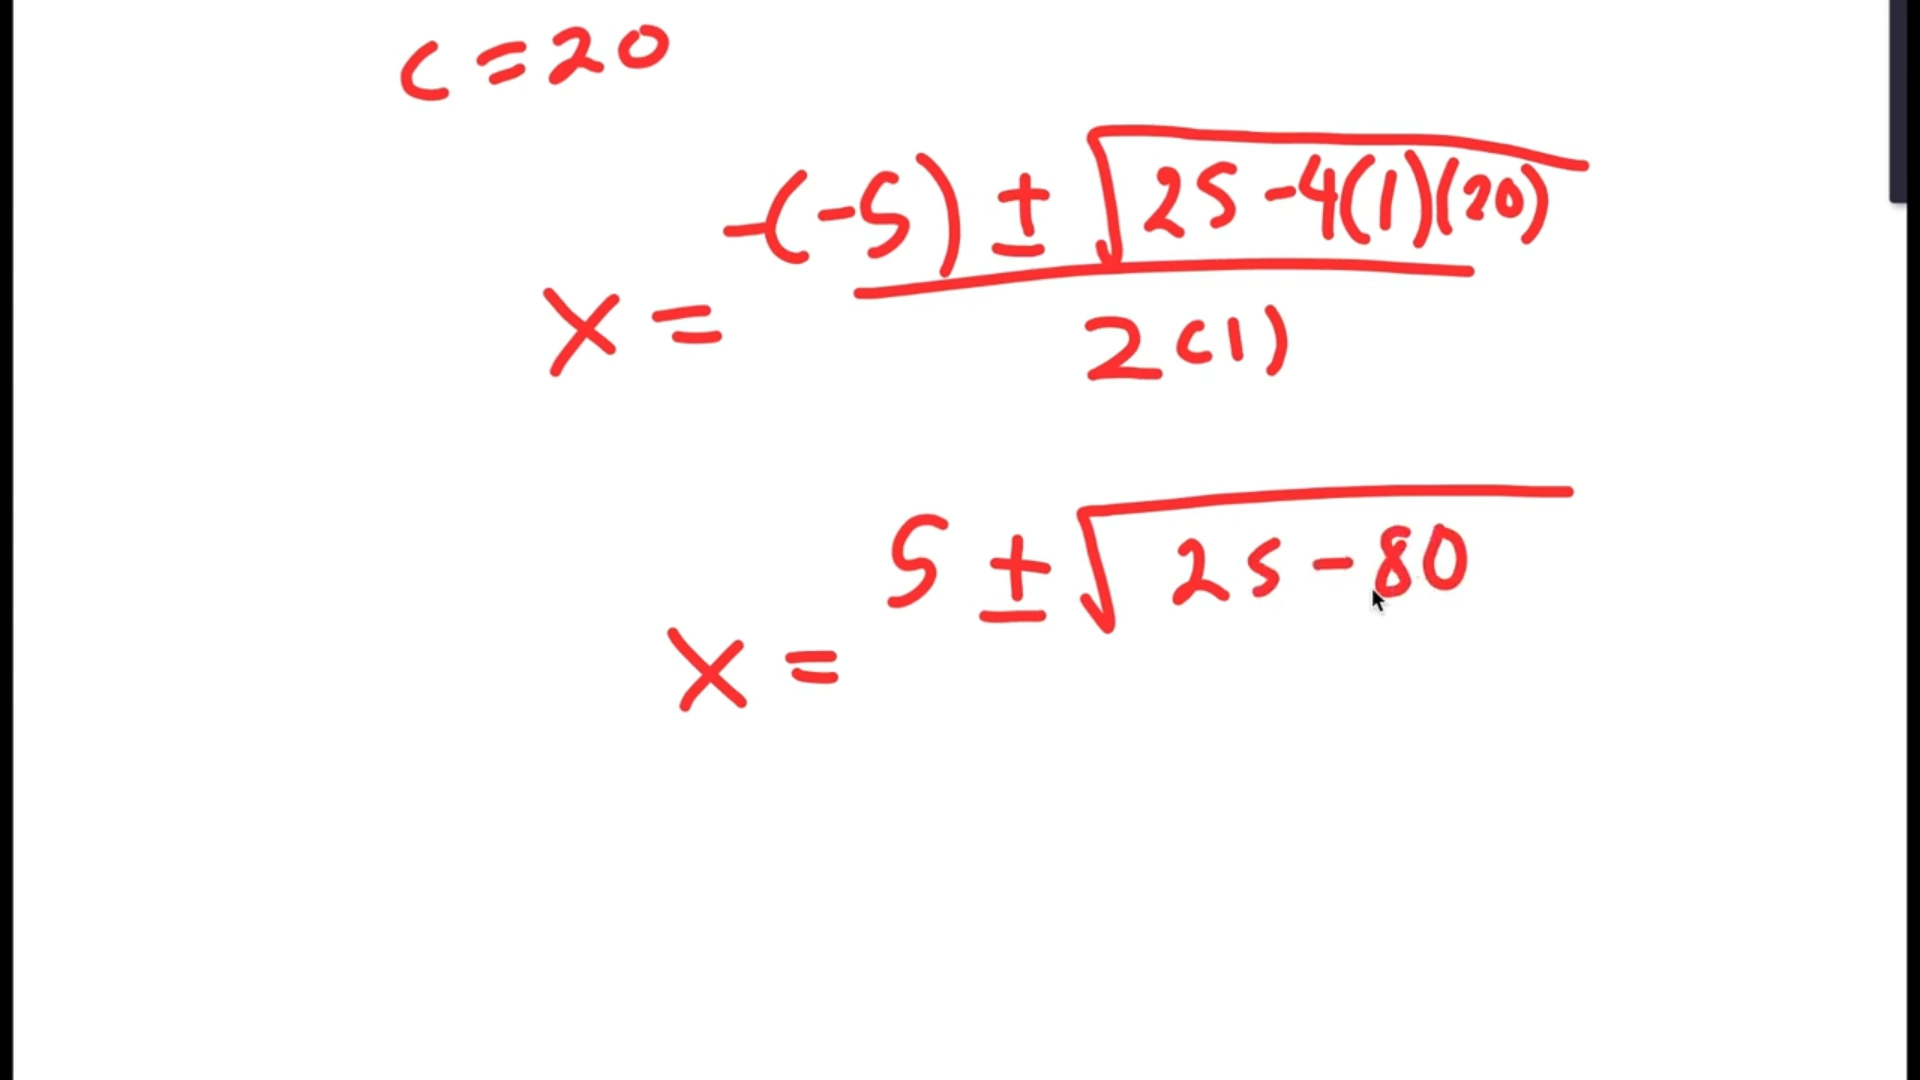 c = 20
x = -(-5) ± √25 - 4(1)(20)
2(1)
x = 5 ± √25 - 80